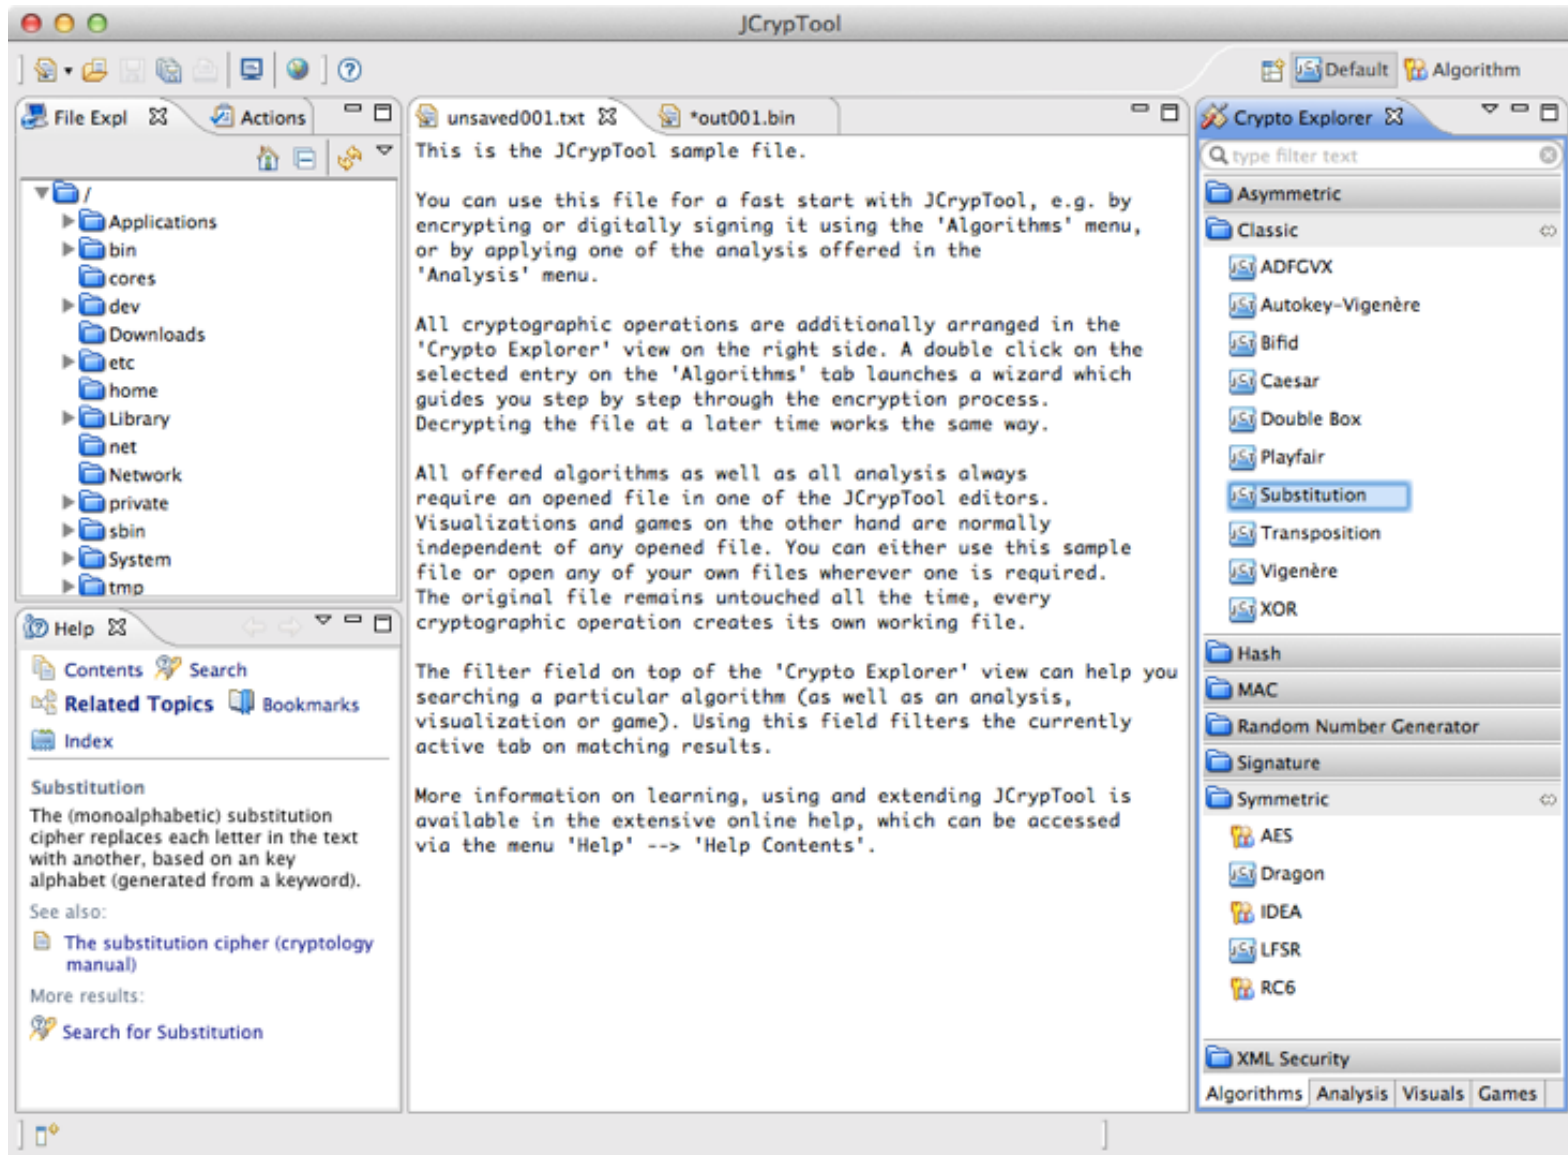 JCrypTool
Default Algorithm
File Expl Actions
/
Applications
bin
cores
dev
Downloads
etc
home
Library
net
Network
private
sbin
System
tmp
Help
Contents Search
Related Topics Bookmarks
Index
Substitution
The (monoalphabetic) substitution
cipher replaces each letter in the text
with another, based on an key
alphabet (generated from a keyword).
See also:
The substitution cipher (cryptology
manual)
More results:
Search for Substitution
unsaved001.txt *out001.bin
This is the JCrypTool sample file.
You can use this file for a fast start with JCrypTool, e.g. by
encrypting or digitally signing it using the 'Algorithms' menu,
or by applying one of the analysis offered in the
'Analysis' menu.
All cryptographic operations are additionally arranged in the
'Crypto Explorer' view on the right side. A double click on the
selected entry on the 'Algorithms' tab launches a wizard which
guides you step by step through the encryption process.
Decrypting the file at a later time works the same way.
All offered algorithms as well as all analysis always
require an opened file in one of the JCrypTool editors.
Visualizations and games on the other hand are normally
independent of any opened file. You can either use this sample
file or open any of your own files wherever one is required.
The original file remains untouched all the time, every
cryptographic operation creates its own working file.
The filter field on top of the 'Crypto Explorer' view can help you
searching a particular algorithm (as well as an analysis,
visualization or game). Using this field filters the currently
active tab on matching results.
More information on learning, using and extending JCrypTool is
available in the extensive online help, which can be accessed
via the menu 'Help' --> 'Help Contents'.
Crypto Explorer
type filter text
Asymmetric
Classic
ADFGVX
Autokey-Vigenère
Bifid
Caesar
Double Box
Playfair
Substitution
Transposition
Vigenère
XOR
Hash
MAC
Random Number Generator
Signature
Symmetric
AES
Dragon
IDEA
LFSR
RC6
XML Security
Algorithms Analysis Visuals Games